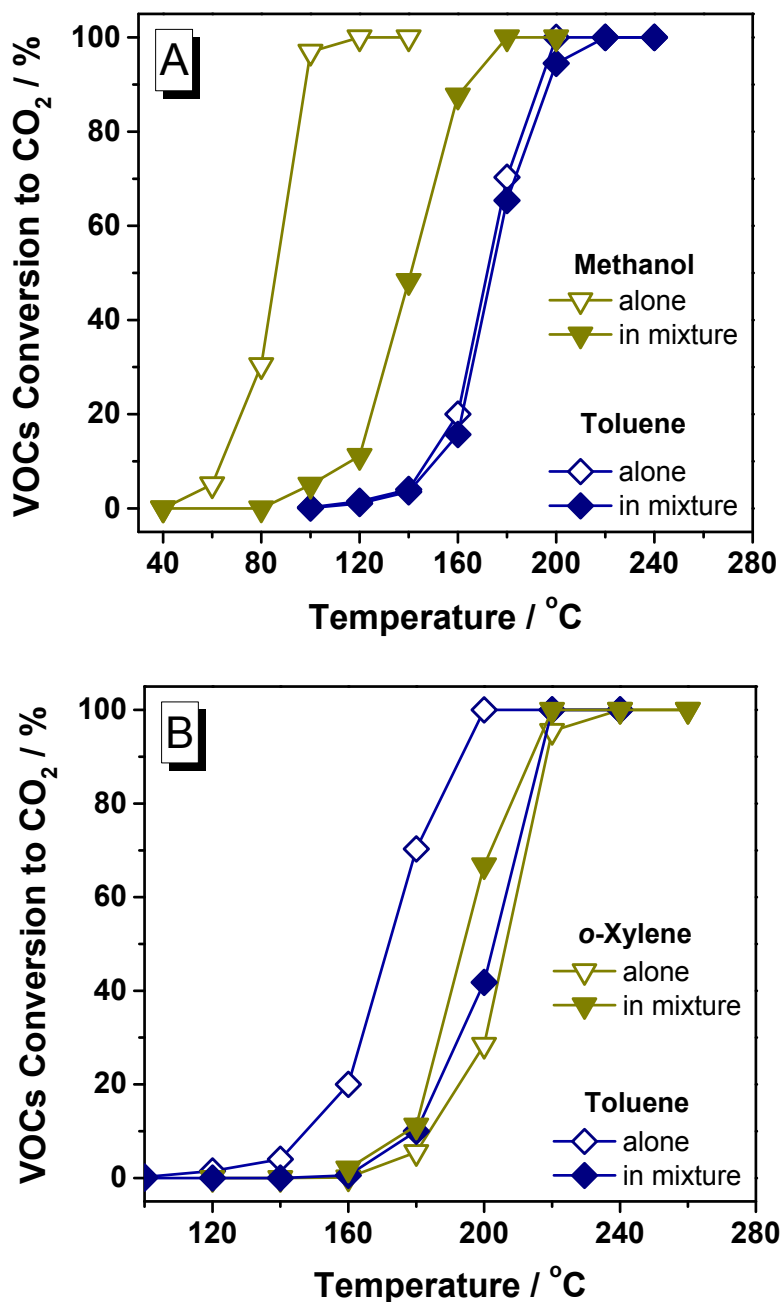 A
VOCs Conversion to CO2 / %
100
80
60
40
20
0
Methanol
alone
in mixture
Toluene
alone
in mixture
40 80 120 160 200 240 280
Temperature / °C
B
VOCs Conversion to CO2 / %
100
80
60
40
20
0
o-Xylene
alone
in mixture
Toluene
alone
in mixture
120 160 200 240 280
Temperature / °C